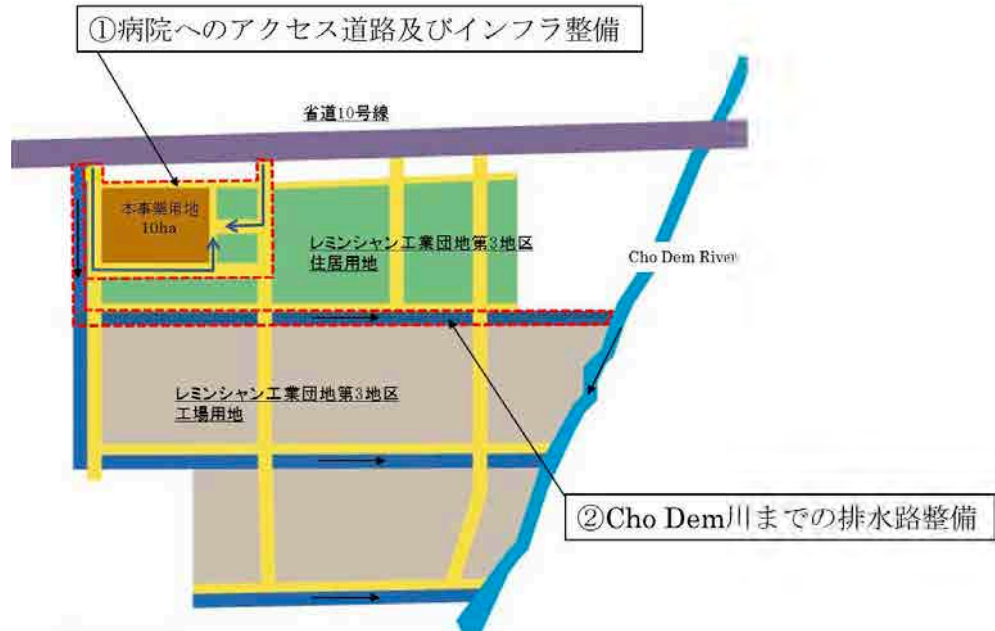 ①病院へのアクセス道路及びインフラ整備
省道10号線
本事業用地
10ha
レミンシャン工業団地第3地区
住居用地
Cho Dem River
レミンシャン工業団地第3地区
工場用地
②Cho Dem川までの排水路整備